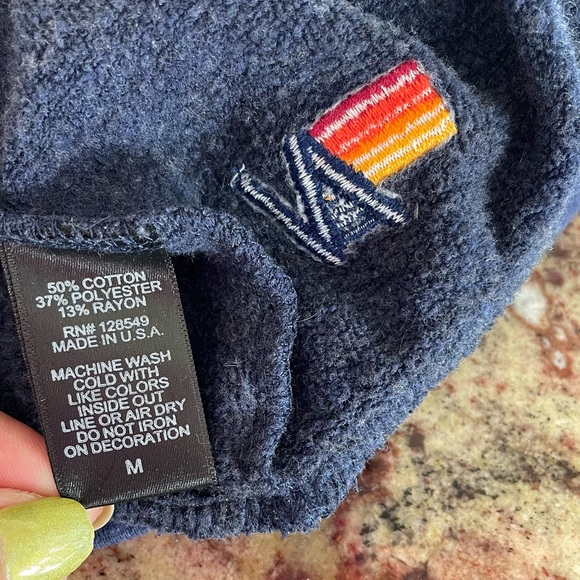 50% COTTON
37% POLYESTER
13% RAYON
RN# 128549
MADE IN U.S.A.
MACHINE WASH
COLD WITH
LIKE COLORS
INSIDE OUT
LINE OR AIR DRY
DO NOT IRON
ON DECORATION
M